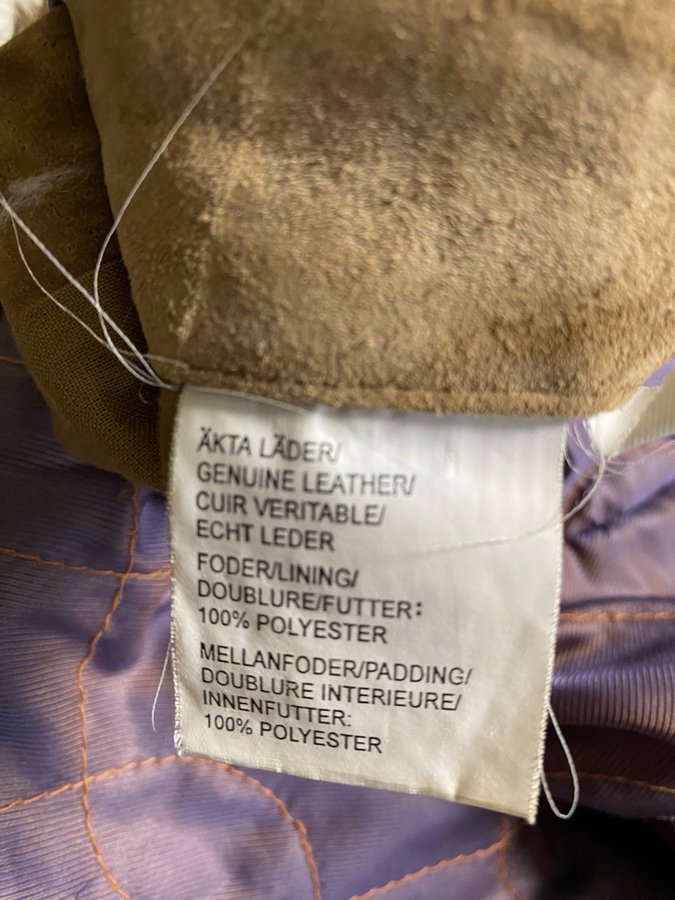 ÄKTA LÄDER/
GENUINE LEATHER/
CUIR VERITABLE/
ECHT LEDER
FODER/LINING/
DOUBLURE/FUTTER:
100% POLYESTER
MELLANFODER/PADDING/
DOUBLURE INTERIEURE/
INNENFUTTER:
100% POLYESTER